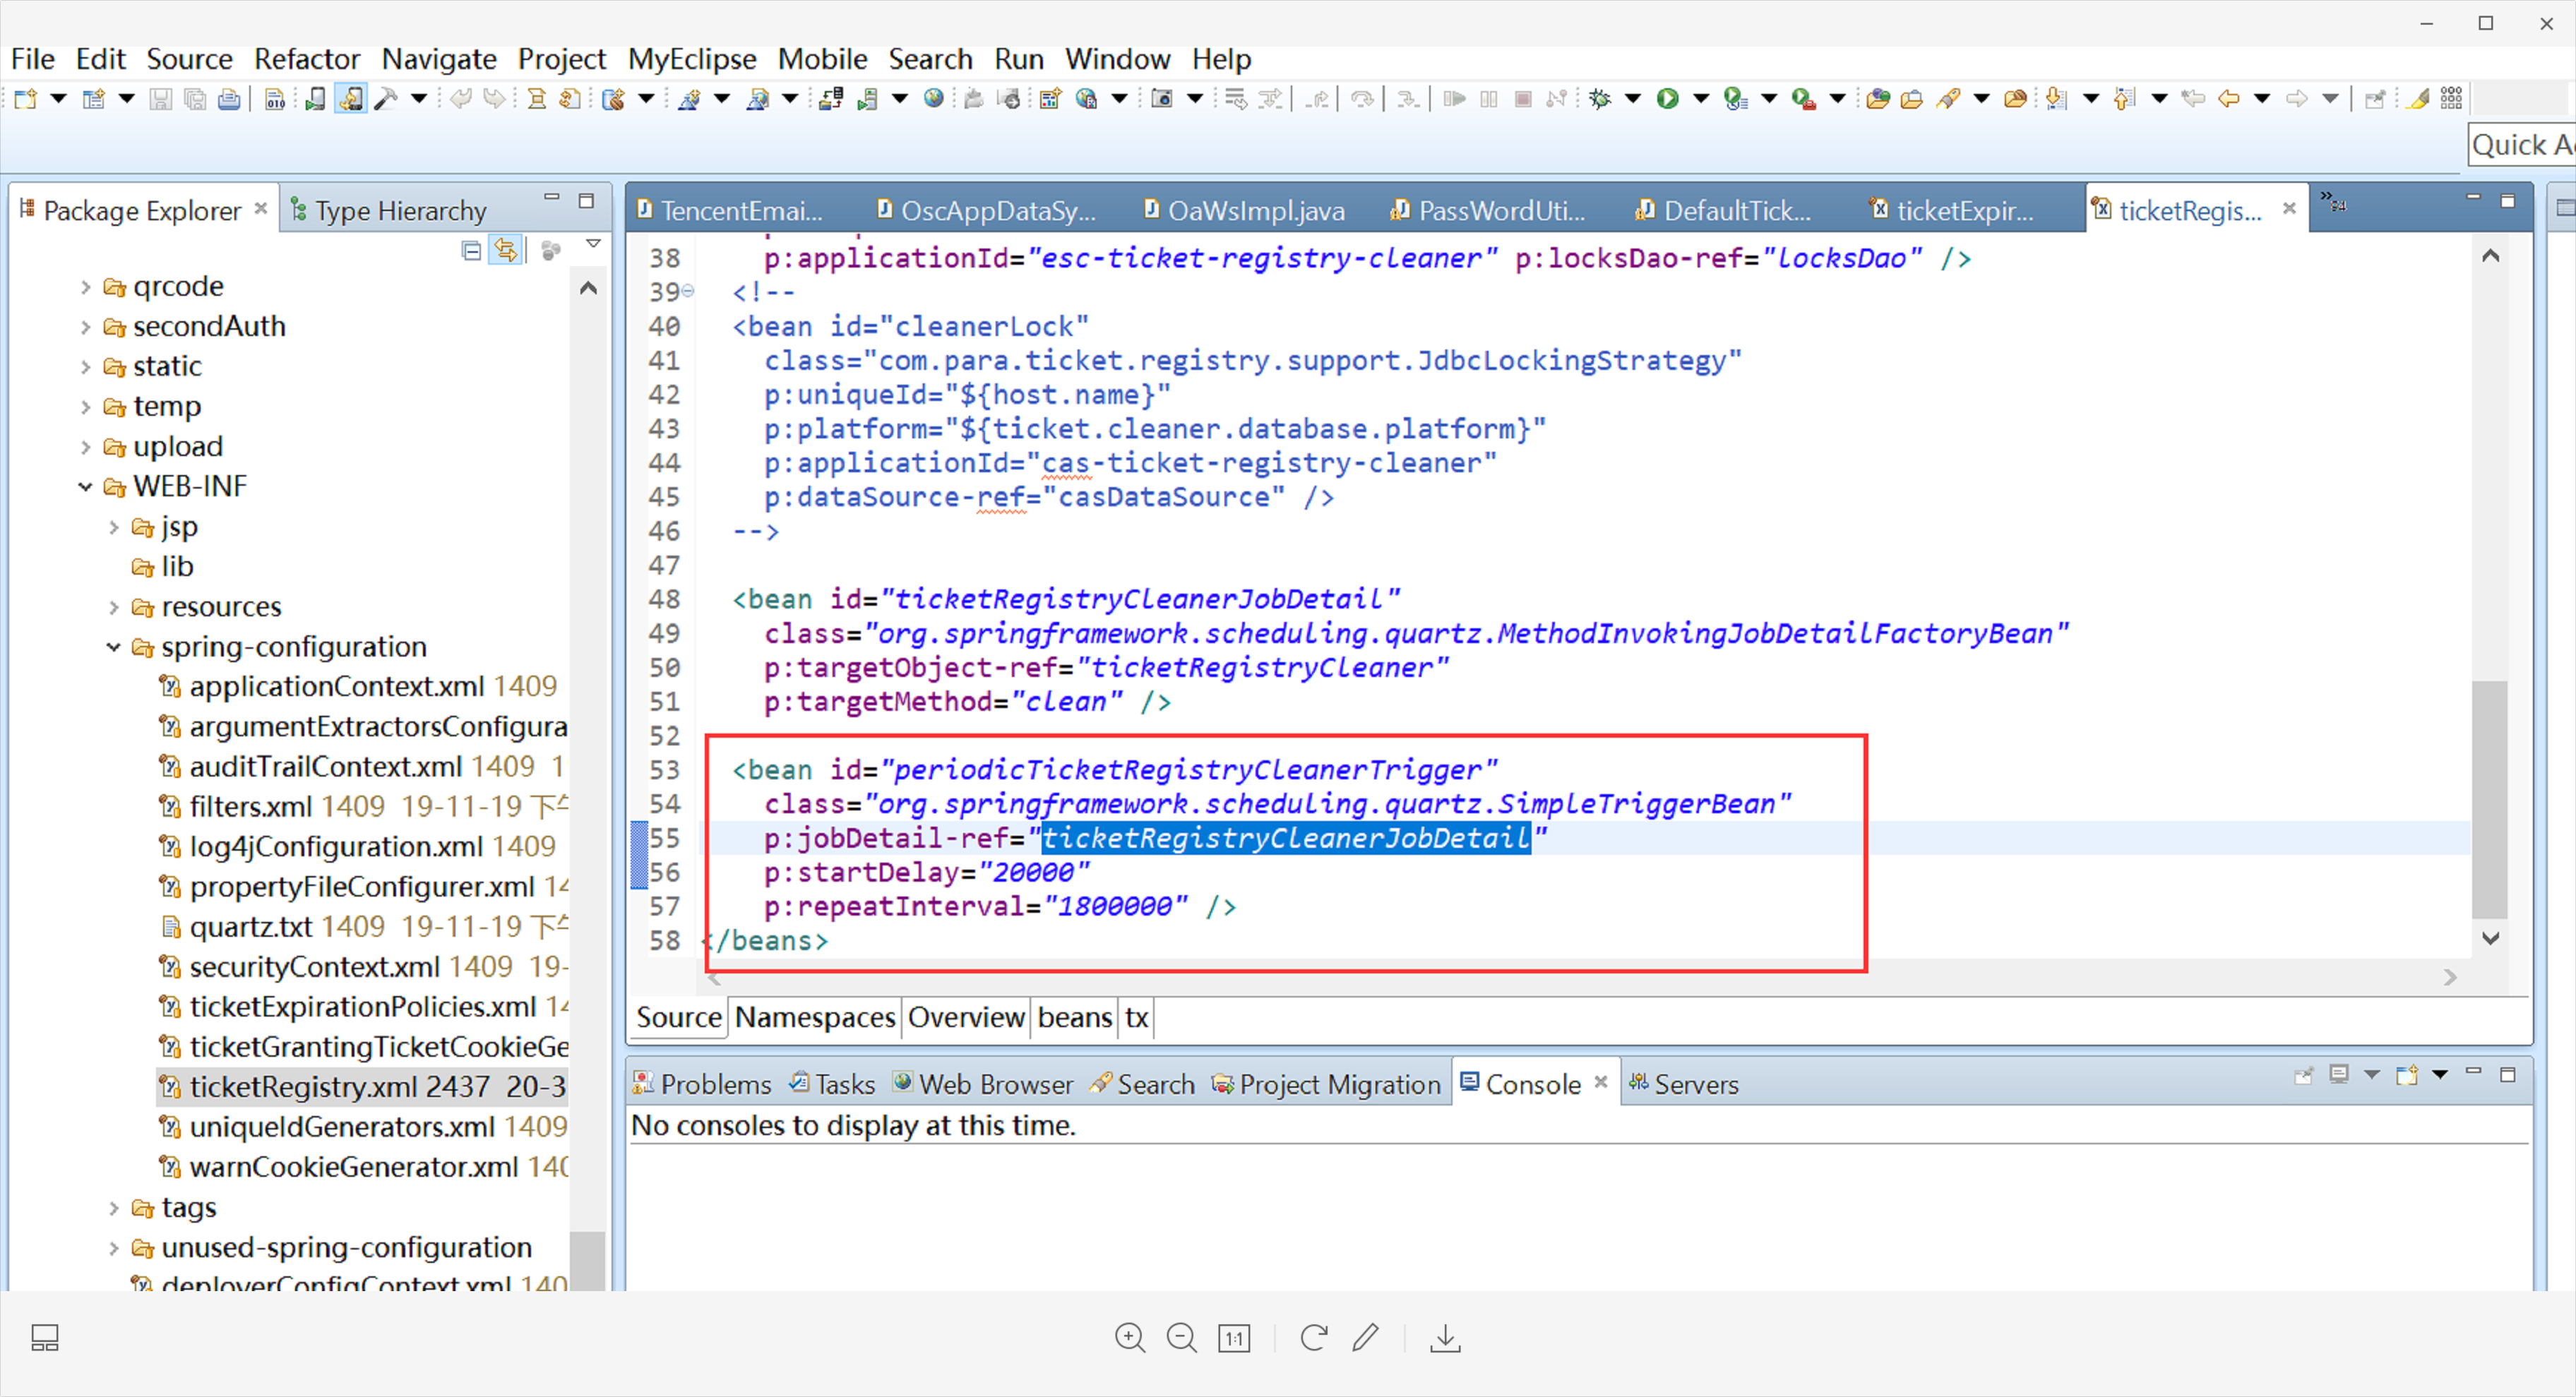 File Edit Source Refactor Navigate Project MyEclipse Mobile Search Run Window Help
Quick A
Package Explorer
Type Hierarchy
qrcode
secondAuth
static
temp
upload
WEB-INF
jsp
lib
resources
spring-configuration
applicationContext.xml 1409
argumentExtractorsConfigura
auditTrailContext.xml 1409 1
filters.xml 1409 19-11-19 下午
log4jConfiguration.xml 1409
propertyFileConfigurer.xml 14
quartz.txt 1409 19-11-19 下午
securityContext.xml 1409 19-
ticketExpirationPolicies.xml 14
ticketGrantingTicketCookieGe
ticketRegistry.xml 2437 20-3
uniqueIdGenerators.xml 1409
warnCookieGenerator.xml 140
tags
unused-spring-configuration
deployerConfigContext.xml 140
TencentEmai... OscAppDataSy... OaWsImpl.java PassWordUti... DefaultTick... ticketExpir... ticketRegis... »24
38 p:applicationId="esc-ticket-registry-cleaner" p:locksDao-ref="locksDao" />
39 <!--
40 <bean id="cleanerLock"
41 class="com.para.ticket.registry.support.JdbcLockingStrategy"
42 p:uniqueId="${host.name}"
43 p:platform="${ticket.cleaner.database.platform}"
44 p:applicationId="cas-ticket-registry-cleaner"
45 p:dataSource-ref="casDataSource" />
46 -->
47
48 <bean id="ticketRegistryCleanerJobDetail"
49 class="org.springframework.scheduling.quartz.MethodInvokingJobDetailFactoryBean"
50 p:targetObject-ref="ticketRegistryCleaner"
51 p:targetMethod="clean" />
52
53 <bean id="periodicTicketRegistryCleanerTrigger"
54 class="org.springframework.scheduling.quartz.SimpleTriggerBean"
55 p:jobDetail-ref="ticketRegistryCleanerJobDetail"
56 p:startDelay="20000"
57 p:repeatInterval="1800000" />
58 </beans>
Source Namespaces Overview beans tx
Problems Tasks Web Browser Search Project Migration Console Servers
No consoles to display at this time.
1:1